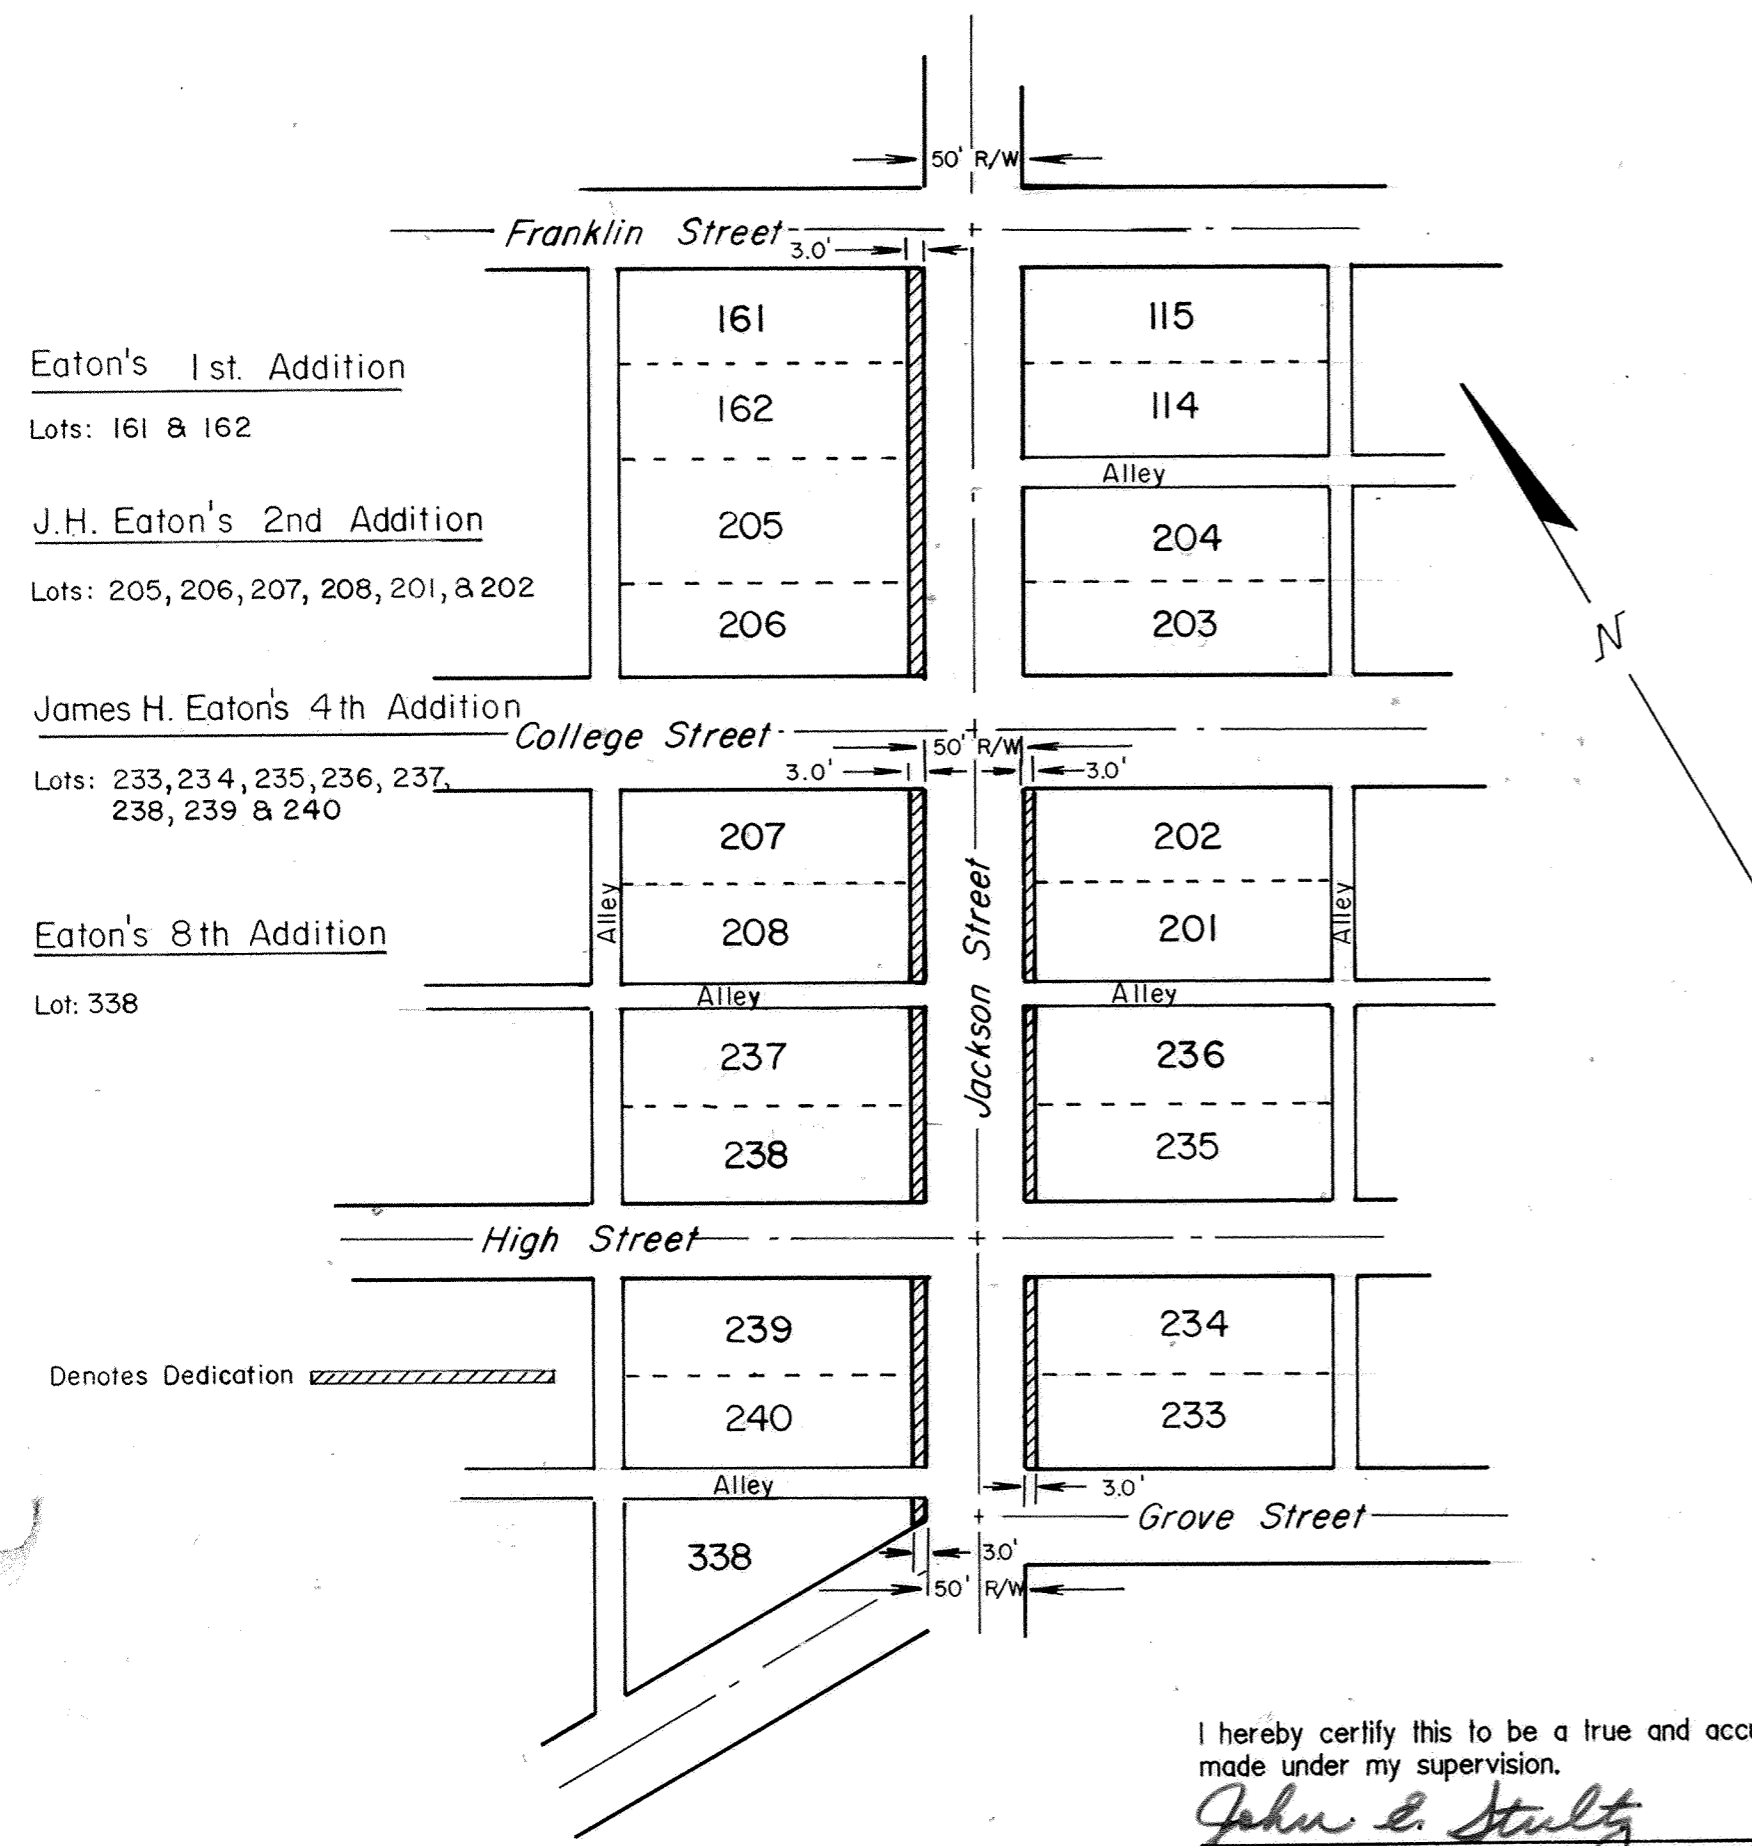 50' R/W
Franklin Street
3.0'
161
115
Eaton's 1st. Addition
162
114
Lots: 161 & 162
Alley
J.H. Eaton's 2nd Addition
205
204
Lots: 205, 206, 207, 208, 201, & 202
206
203
N
James H. Eaton's 4th Addition
College Street
50' R/W
3.0'
3.0'
Lots: 233, 234, 235, 236, 237,
238, 239 & 240
207
202
Alley
Jackson Street
Alley
Eaton's 8th Addition
208
201
Alley
Alley
Lot: 338
237
236
238
235
High Street
239
234
Denotes Dedication
240
233
Alley
3.0'
Grove Street
338
3.0'
50' R/W
I hereby certify this to be a true and accu
made under my supervision.
John E. Stultz